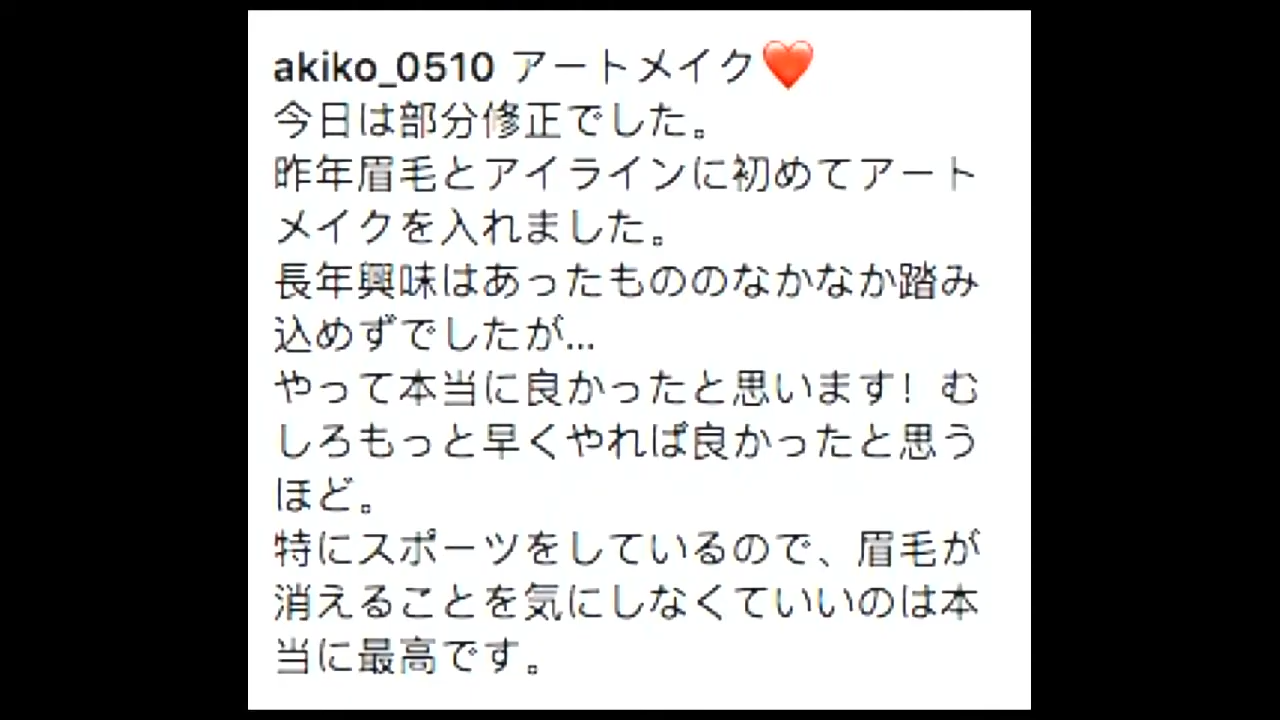 akiko_0510 アートメイク❤️
今日は部分修正でした。
昨年眉毛とアイラインに初めてアート
メイクを入れました。
長年興味はあったもののなかなか踏み
込めずでしたが...
やって本当に良かったと思います！む
しろもっと早くやれば良かったと思う
ほど。
特にスポーツをしているので、眉毛が
消えることを気にしなくていいのは本
当に最高です。